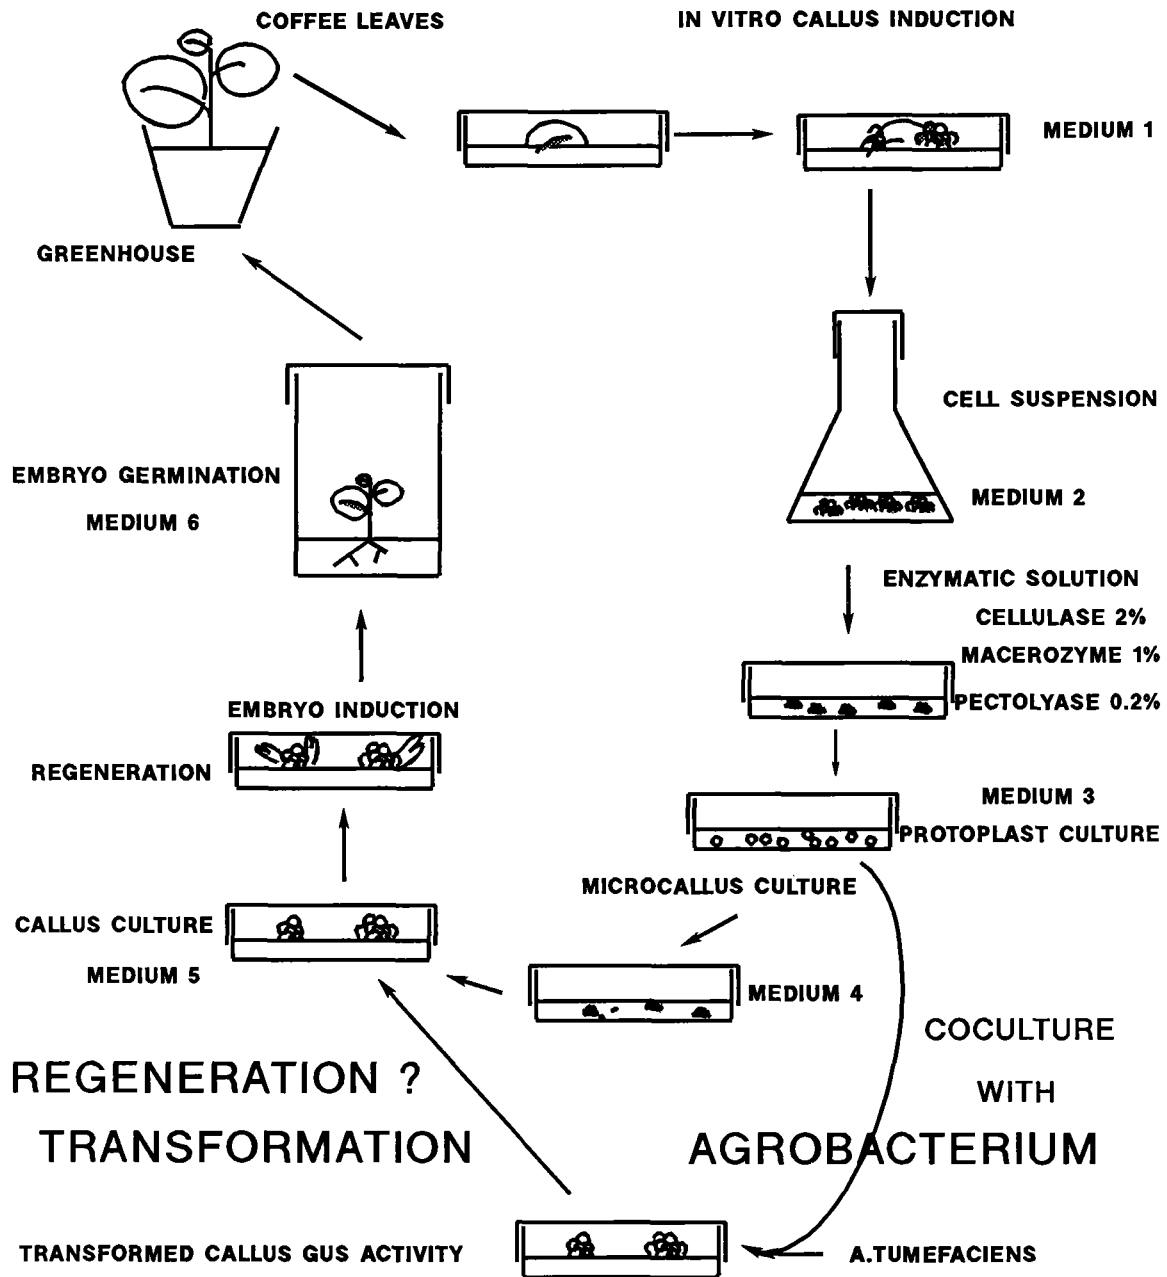 COFFEE LEAVES
IN VITRO CALLUS INDUCTION
MEDIUM 1
GREENHOUSE
CELL SUSPENSION
MEDIUM 2
EMBRYO GERMINATION
MEDIUM 6
ENZYMATIC SOLUTION
CELLULASE 2%
MACEROZYME 1%
PECTOLYASE 0.2%
EMBRYO INDUCTION
REGENERATION
MEDIUM 3
PROTOPLAST CULTURE
MICROCALLUS CULTURE
CALLUS CULTURE
MEDIUM 5
MEDIUM 4
COCULTURE
WITH
AGROBACTERIUM
REGENERATION ?
TRANSFORMATION
TRANSFORMED CALLUS GUS ACTIVITY
A.TUMEFACIENS